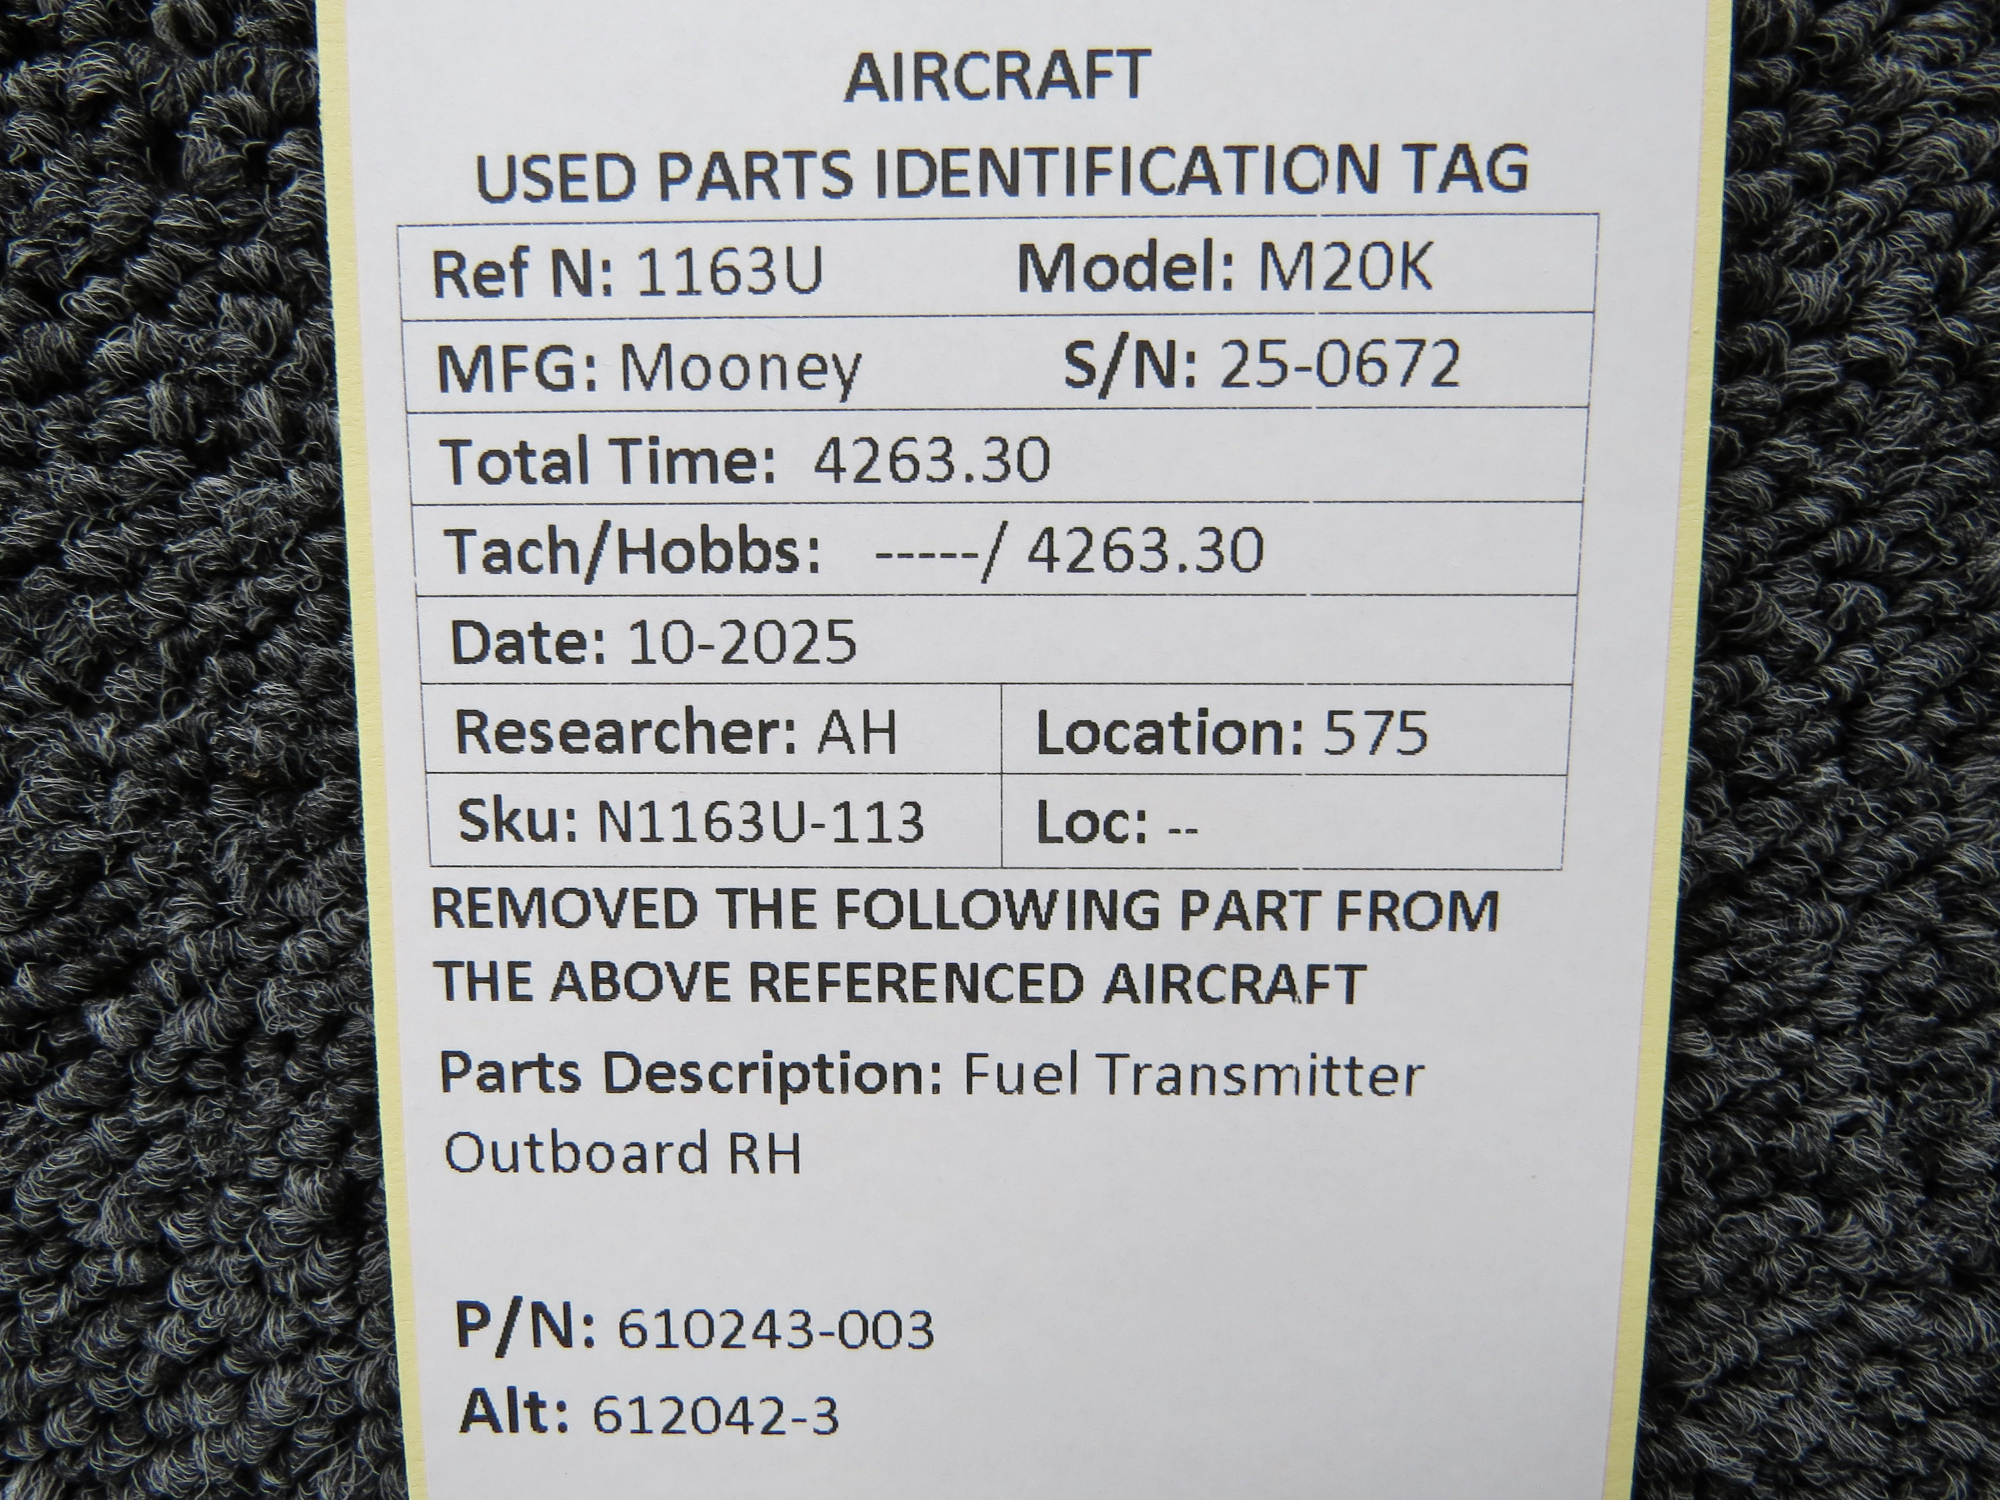 AIRCRAFT
USED PARTS IDENTIFICATION TAG
Ref N: 1163U Model: M20K
MFG: Mooney S/N: 25-0672
Total Time: 4263.30
Tach/Hobbs: -----/ 4263.30
Date: 10-2025
Researcher: AH Location: 575
Sku: N1163U-113 Loc: --
REMOVED THE FOLLOWING PART FROM
THE ABOVE REFERENCED AIRCRAFT
Parts Description: Fuel Transmitter
Outboard RH
P/N: 610243-003
Alt: 612042-3